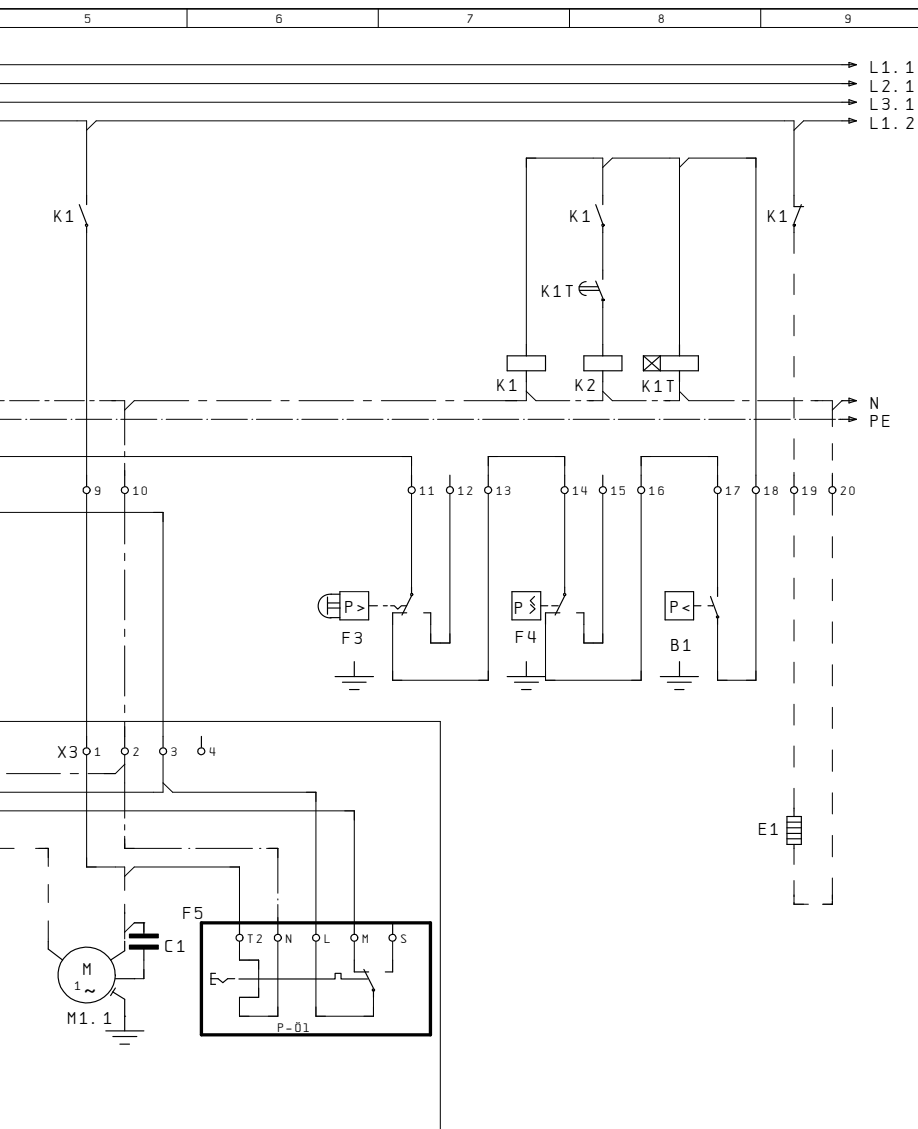 5 6 7 8 9
L1.1
L2.1
L3.1
L1.2
K1 K1 K1
K1T
K1 K2 K1T
N
PE
9 10 11 12 13 14 15 16 17 18 19 20
P> P P<
F3 F4 B1
X3 1 2 3 4
E1
F5
T2 N L M S
C1
M
1~
M1.1
P-Öl